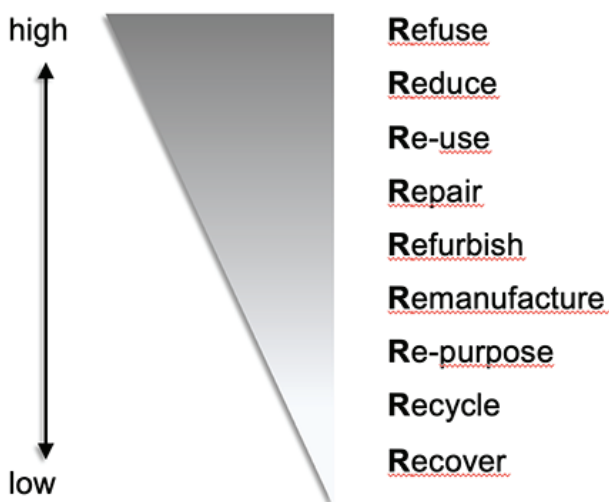 high
Refuse
Reduce
Re-use
Repair
Refurbish
Remanufacture
Re-purpose
Recycle
Recover
low